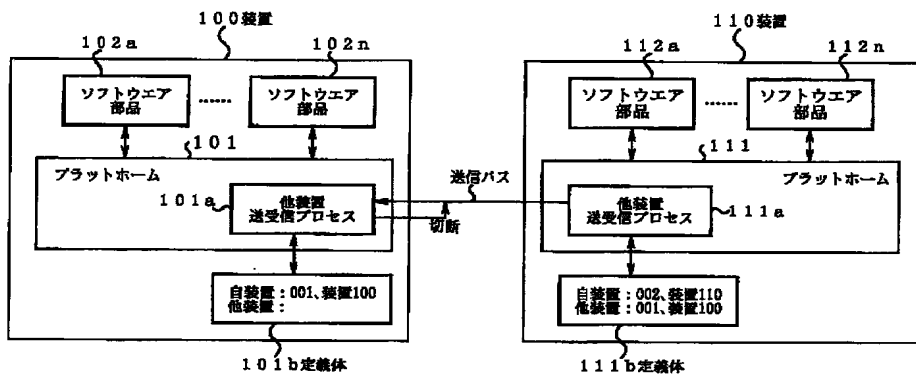 100装置
110装置
102a
102n
112a
112n
ソフトウエア
部品
……
ソフトウエア
部品
ソフトウエア
部品
……
ソフトウエア
部品
101
111
プラットホーム
送信パス
プラットホーム
101a
他装置
送受信プロセス
切断
他装置
送受信プロセス
111a
自装置：001、装置100
他装置：
自装置：002、装置110
他装置：001、装置100
101b定義体
111b定義体